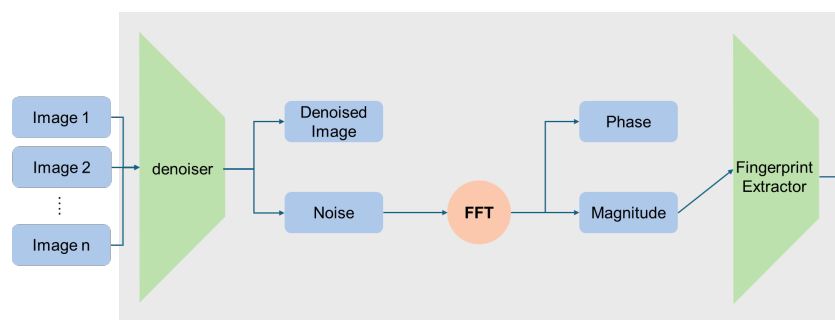 Image 1
Image 2
Image n
denoiser
Denoised
Image
Noise
FFT
Phase
Magnitude
Fingerprint
Extractor